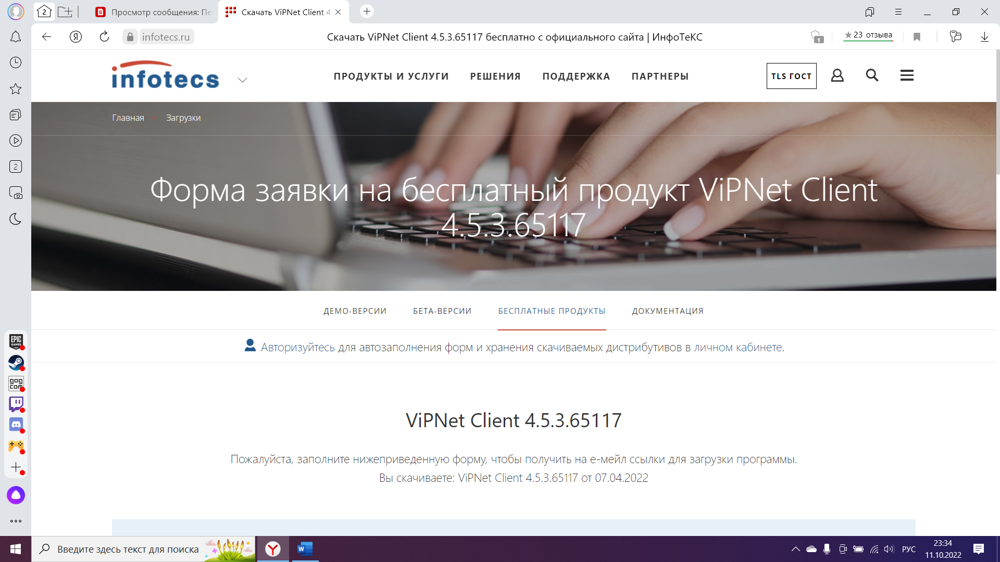 2
Просмотр сообщения: Пе
Скачать ViPNet Client 4.
infotecs.ru
Скачать ViPNet Client 4.5.3.65117 бесплатно с официального сайта | ИнфоТеКС
1
23 отзыва
infotecs
ПРОДУКТЫ И УСЛУГИ
РЕШЕНИЯ
ПОДДЕРЖКА
ПАРТНЕРЫ
TLS ГОСТ
Главная
Загрузки
Форма заявки на бесплатный продукт ViPNet Client
4.5.3.65117
2
ДЕМО-ВЕРСИИ
БЕТА-ВЕРСИИ
БЕСПЛАТНЫЕ ПРОДУКТЫ
ДОКУМЕНТАЦИЯ
Авторизуйтесь для автозаполнения форм и хранения скачиваемых дистрибутивов в личном кабинете.
EPIC
GAMES
gog
com
ViPNet Client 4.5.3.65117
Пожалуйста, заполните нижеприведенную форму, чтобы получить на е-мейл ссылки для загрузки программы.
Вы скачиваете: ViPNet Client 4.5.3.65117 от 07.04.2022
Введите здесь текст для поиска
W
РУС
23:34
11.10.2022